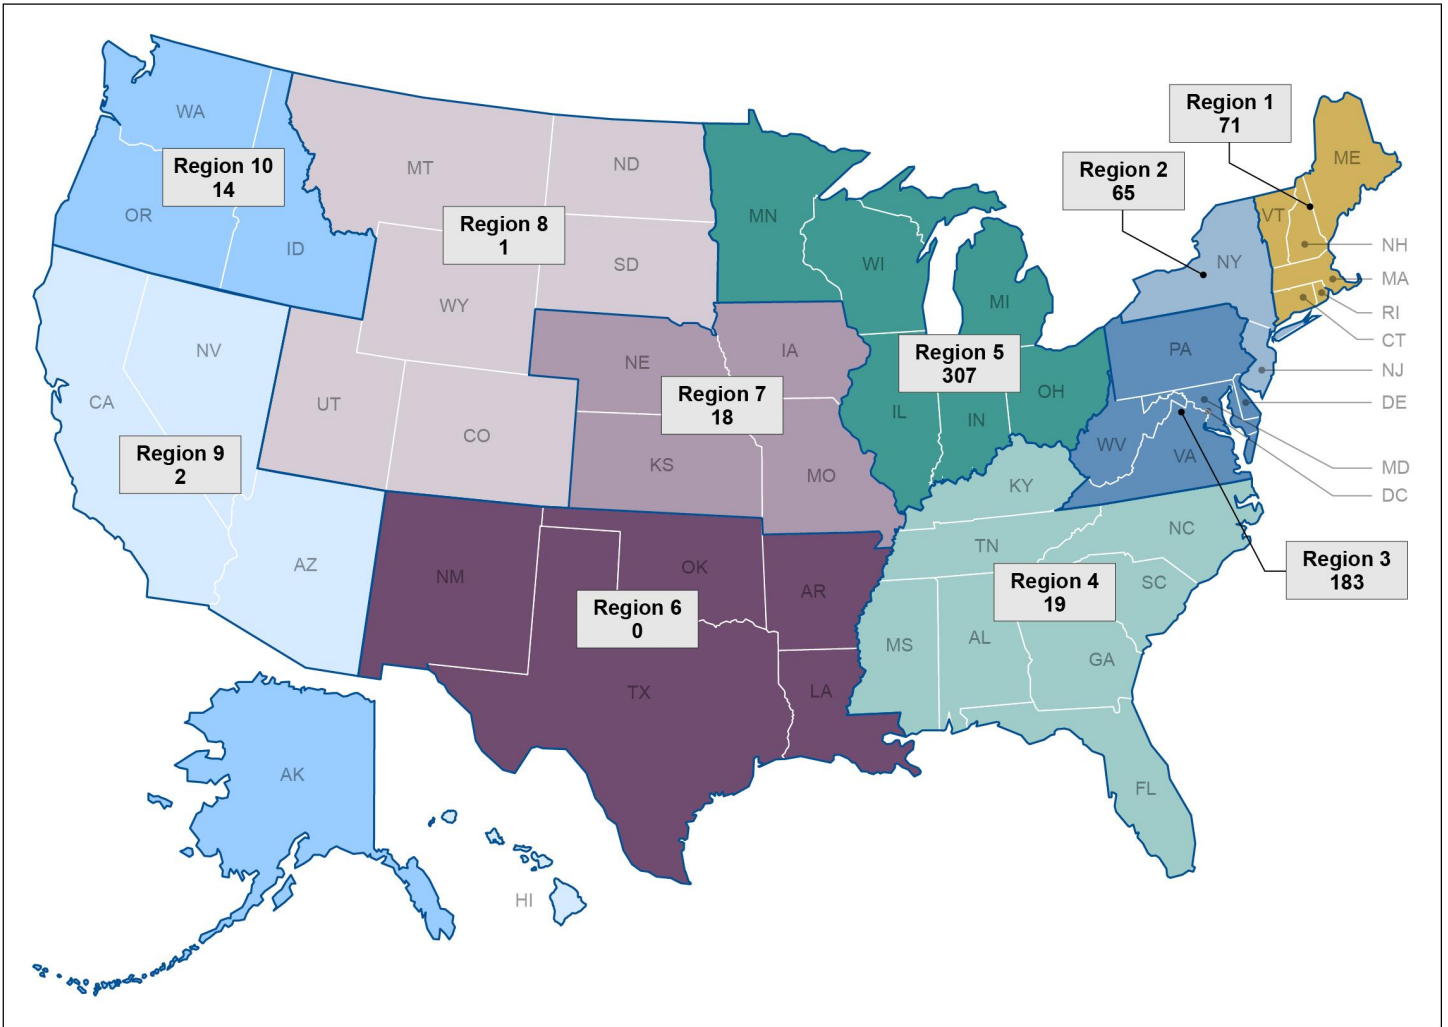 Region 1
71
Region 2
65
WA
MT
ND
ME
Region 10
14
OR
ID
Region 8
1
MN
VT
NH
WI
SD
NY
MA
WY
MI
RI
CT
NV
NE
IA
Region 5
307
PA
NJ
CA
UT
CO
Region 7
18
IL
IN
OH
DE
Region 9
2
KS
MO
WV
VA
MD
KY
DC
AZ
NM
OK
AR
TN
NC
SC
Region 3
183
Region 6
0
Region 4
19
MS
AL
GA
TX
LA
AK
FL
HI